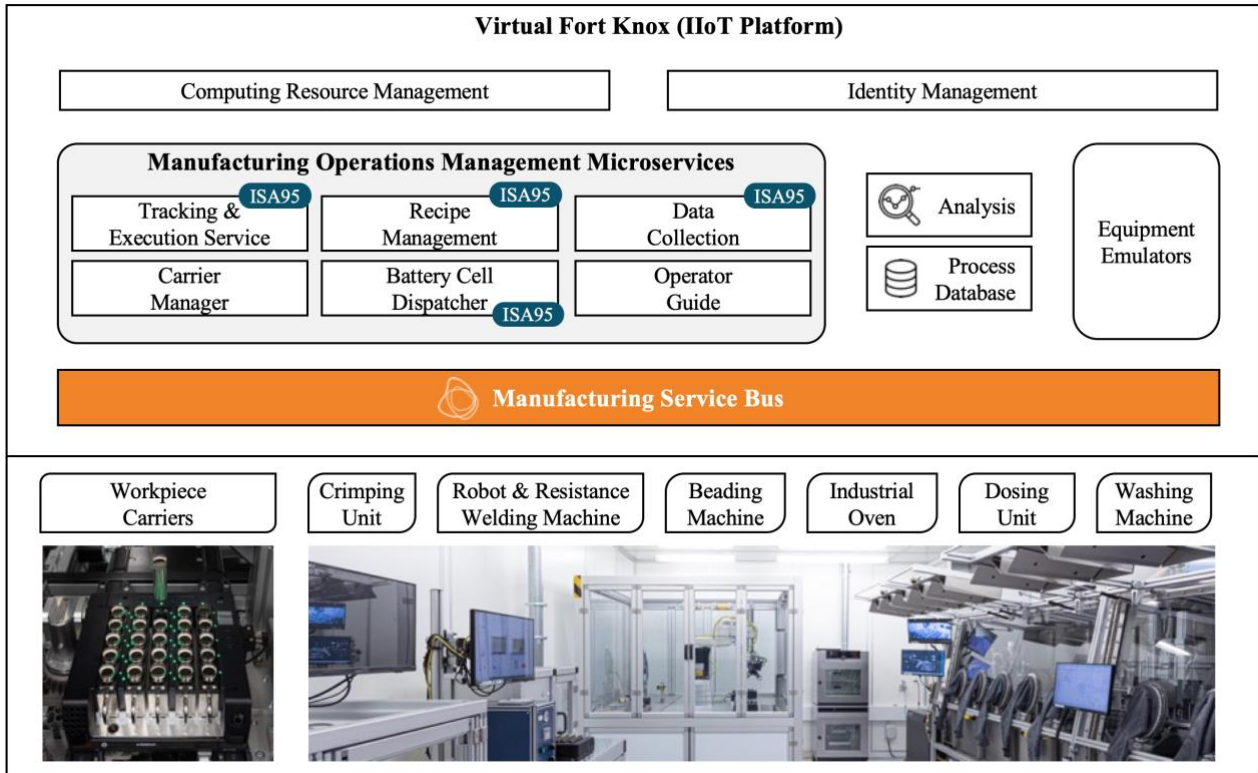 Virtual Fort Knox (IIoT Platform)
Computing Resource Management
Identity Management
Manufacturing Operations Management Microservices
ISA95
Tracking &
Execution Service
ISA95
Recipe
Management
ISA95
Data
Collection
Carrier
Manager
Battery Cell
Dispatcher
ISA95
Operator
Guide
Analysis
Process
Database
Equipment
Emulators
Manufacturing Service Bus
Workpiece
Carriers
Crimping
Unit
Robot & Resistance
Welding Machine
Beading
Machine
Industrial
Oven
Dosing
Unit
Washing
Machine